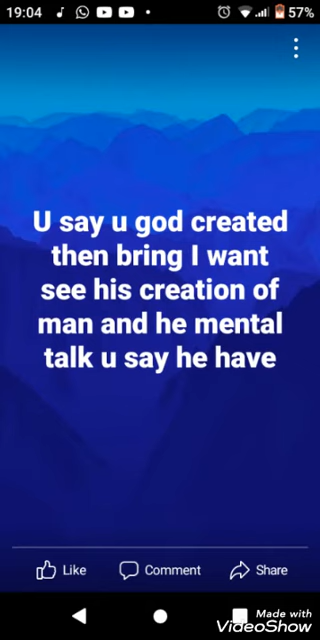 19:04
57%
U say u god created
then bring I want
see his creation of
man and he mental
talk u say he have
Like Comment Share
Made with
VideoShow